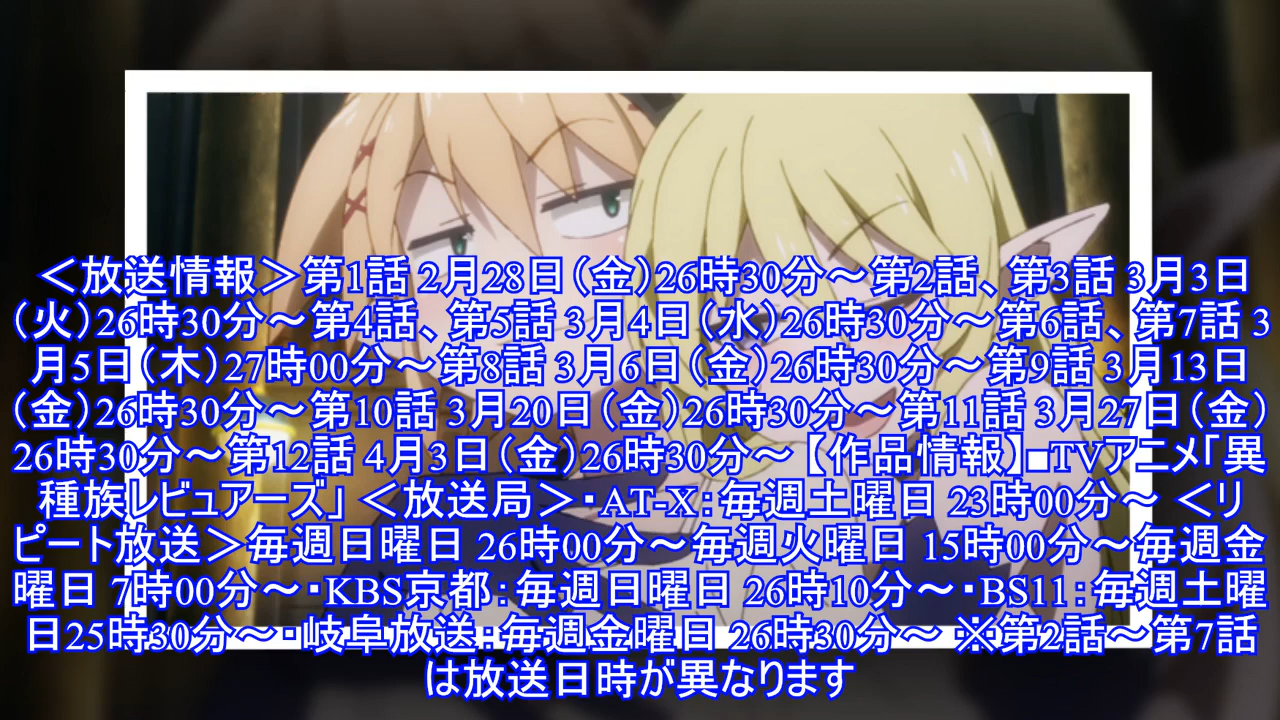 ＜放送情報＞第1話 2月28日（金）26時30分～第2話、第3話 3月3日
（火）26時30分～第4話、第5話 3月4日（水）26時30分～第6話、第7話 3
月5日（木）27時00分～第8話 3月6日（金）26時30分～第9話 3月13日
（金）26時30分～第10話 3月20日（金）26時30分～第11話 3月27日（金）
26時30分～第12話 4月3日（金）26時30分～【作品情報】■TVアニメ「異
種族レビュアーズ」＜放送局＞・AT-X：毎週土曜日 23時00分～ ＜リ
ピート放送＞毎週日曜日 26時00分～毎週火曜日 15時00分～毎週金
曜日 7時00分～・KBS京都：毎週日曜日 26時10分～・BS11：毎週土曜
日25時30分～・岐阜放送：毎週金曜日 26時30分～ ※第2話～第7話
は放送日時が異なります